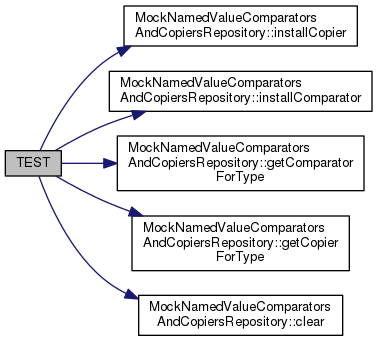 MockNamedValueComparators
AndCopiersRepository::installCopier
MockNamedValueComparators
AndCopiersRepository::installComparator
TEST
MockNamedValueComparators
AndCopiersRepository::getComparator
ForType
MockNamedValueComparators
AndCopiersRepository::getCopier
ForType
MockNamedValueComparators
AndCopiersRepository::clear